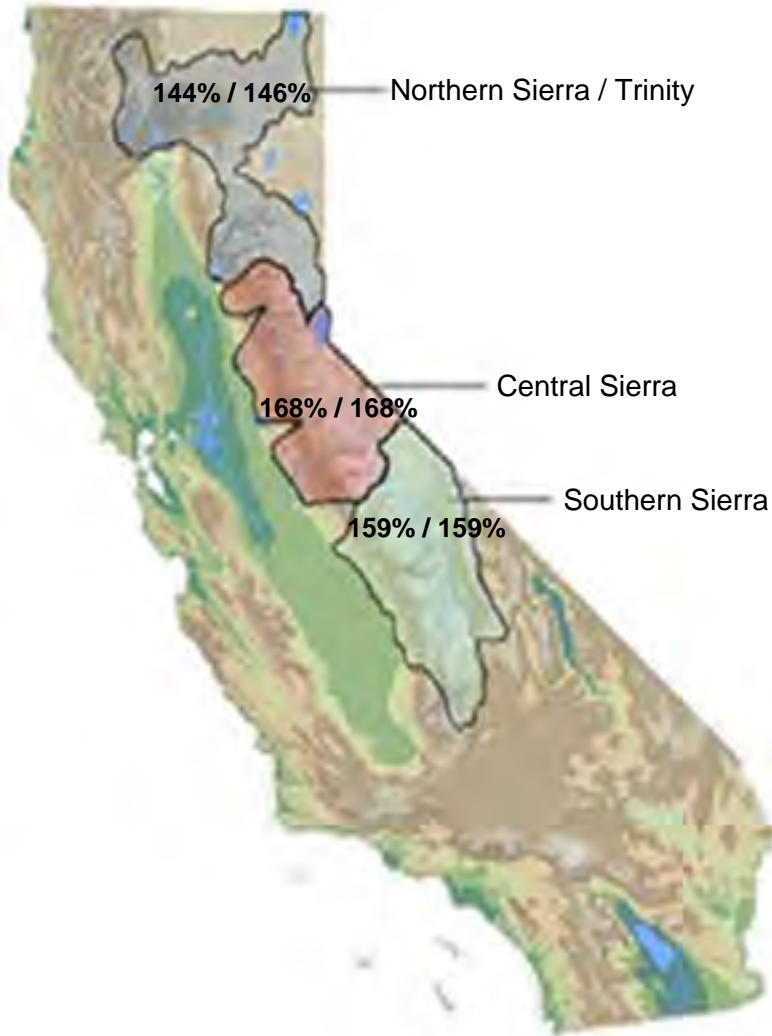 144% / 146%
Northern Sierra / Trinity
Central Sierra
168% / 168%
Southern Sierra
159% / 159%